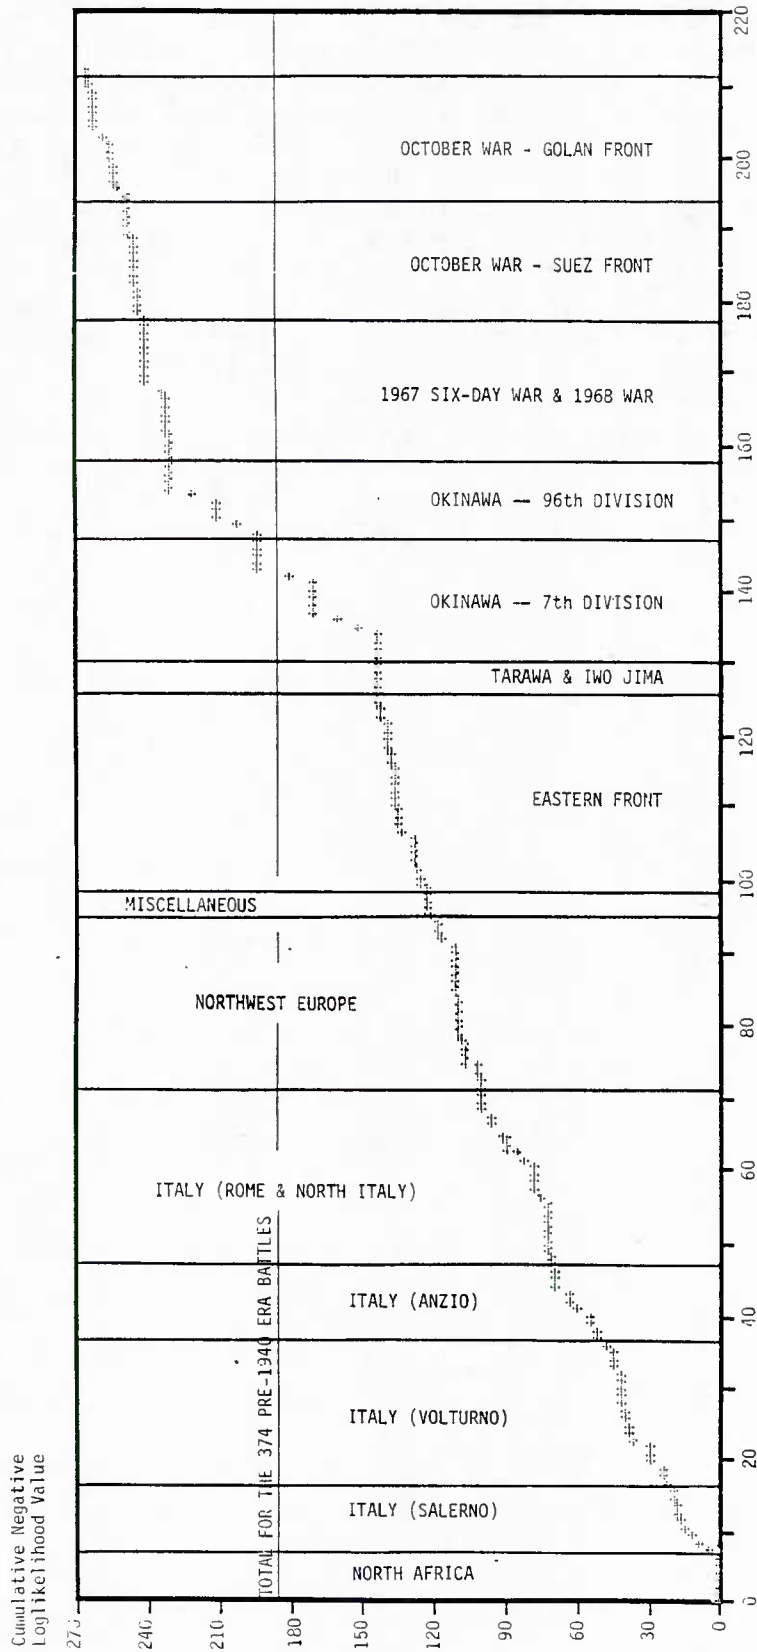 220
OCTOBER WAR - GOLAN FRONT
200
OCTOBER WAR - SUEZ FRONT
180
1967 SIX-DAY WAR & 1968 WAR
160
OKINAWA -- 96th DIVISION
OKINAWA -- 7th DIVISION
140
TARAWA & IWO JIMA
120
EASTERN FRONT
100
MISCELLANEOUS
NORTHWEST EUROPE
80
60
ITALY (ROME & NORTH ITALY)
TOTAL FOR THE 374 PRE-1940 ERA BATTLES
ITALY (ANZIO)
40
ITALY (VOLTURNO)
20
ITALY (SALERNO)
NORTH AFRICA
0
Cumulative Negative
Loglikelihood Value
270
240
210
180
150
120
90
60
30
0